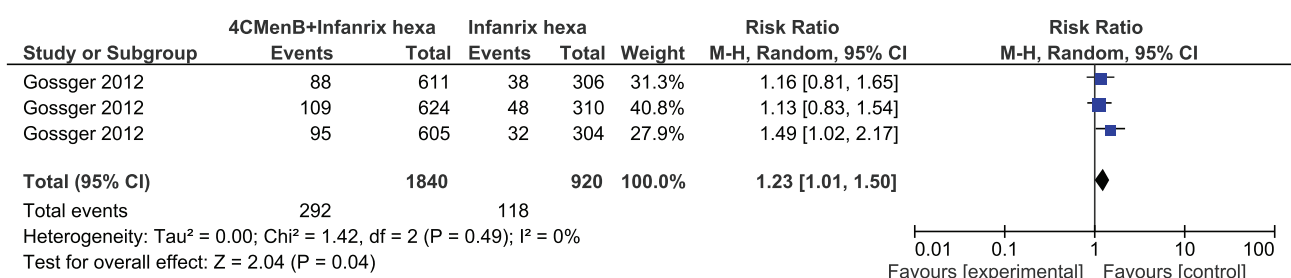 4CMenB+Infanrix hexa Infanrix hexa Risk Ratio Risk Ratio
Study or Subgroup Events Total Events Total Weight M-H, Random, 95% CI M-H, Random, 95% CI
Gossger 2012 88 611 38 306 31.3% 1.16 [0.81, 1.65]
Gossger 2012 109 624 48 310 40.8% 1.13 [0.83, 1.54]
Gossger 2012 95 605 32 304 27.9% 1.49 [1.02, 2.17]
Total (95% CI) 1840 920 100.0% 1.23 [1.01, 1.50]
Total events 292 118
Heterogeneity: Tau² = 0.00; Chi² = 1.42, df = 2 (P = 0.49); I² = 0%
Test for overall effect: Z = 2.04 (P = 0.04)
0.01 0.1 1 10 100
Favours [experimental] Favours [control]